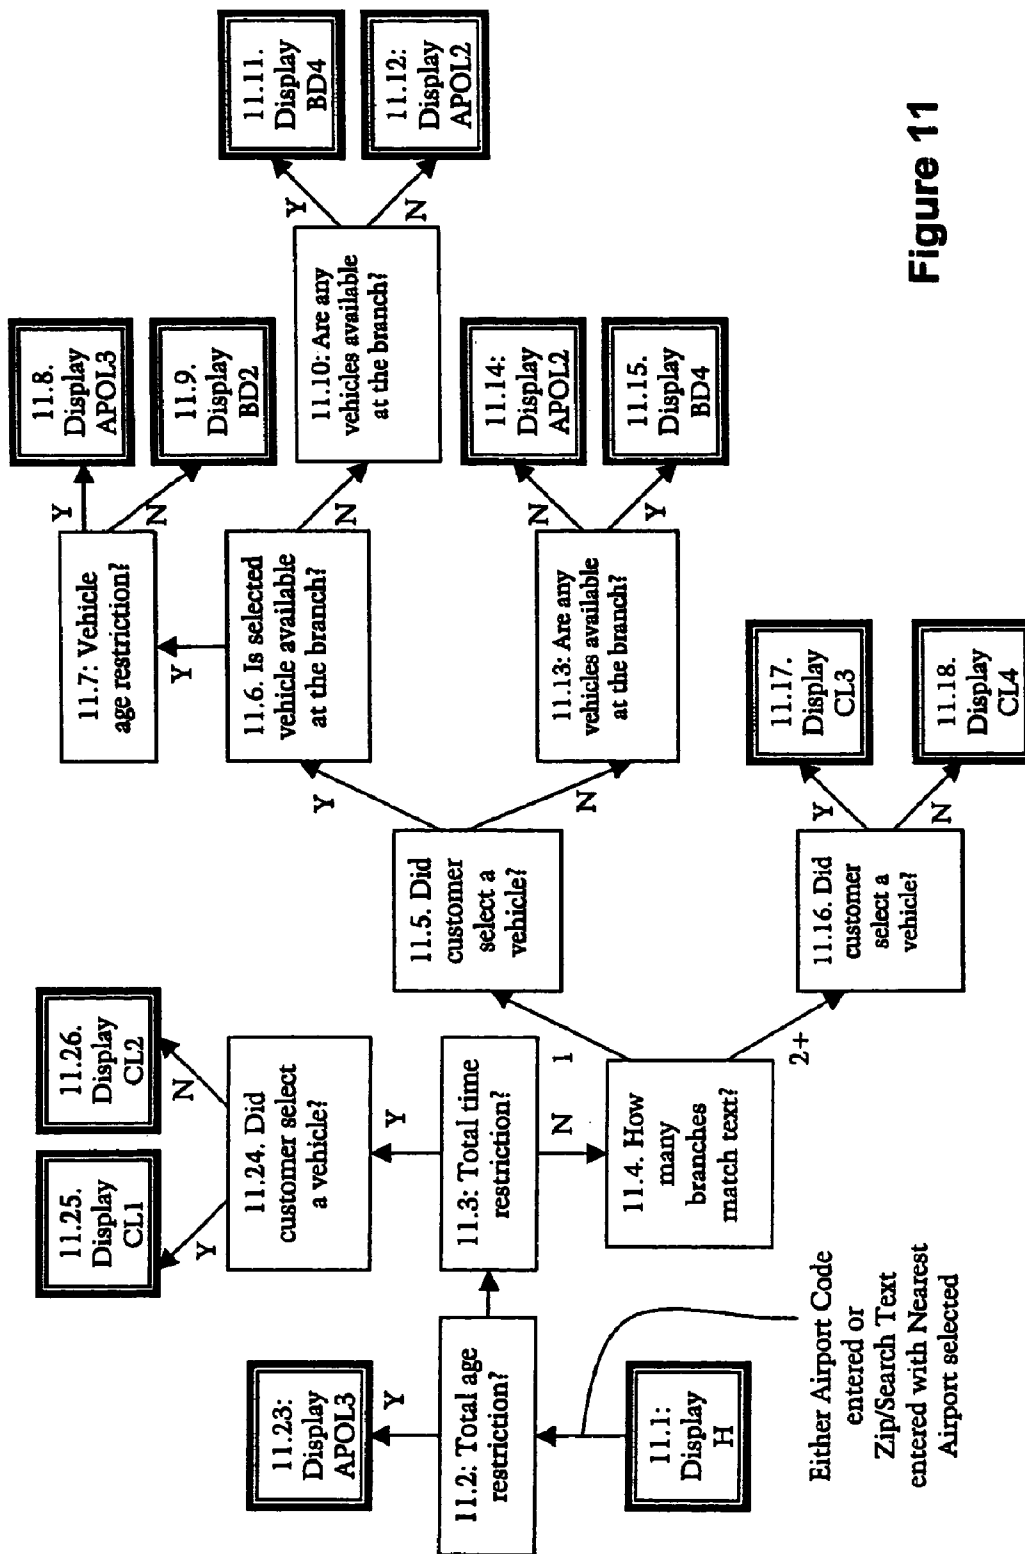 11.1:
Display
H
Either Airport Code
entered or
Zip/Search Text
entered with Nearest
Airport selected
11.2: Total age
restriction?
Y
11.23:
Display
APOL3
11.3: Total time
restriction?
Y
N
11.24. Did
customer select
a vehicle?
Y
N
11.25.
Display
CL1
11.26.
Display
CL2
11.4. How
many
branches
match text?
1
2+
11.5. Did
customer
select a
vehicle?
Y
N
11.6. Is selected
vehicle available
at the branch?
Y
N
11.7: Vehicle
age restriction?
Y
N
11.8.
Display
APOL3
11.9.
Display
BD2
11.10: Are any
vehicles available
at the branch?
Y
N
11.11.
Display
BD4
11.12:
Display
APOL2
11.13: Are any
vehicles available
at the branch?
N
Y
11.14:
Display
APOL2
11.15.
Display
BD4
11.16. Did
customer
select a
vehicle?
Y
N
11.17.
Display
CL3
11.18.
Display
CL4
Figure 11